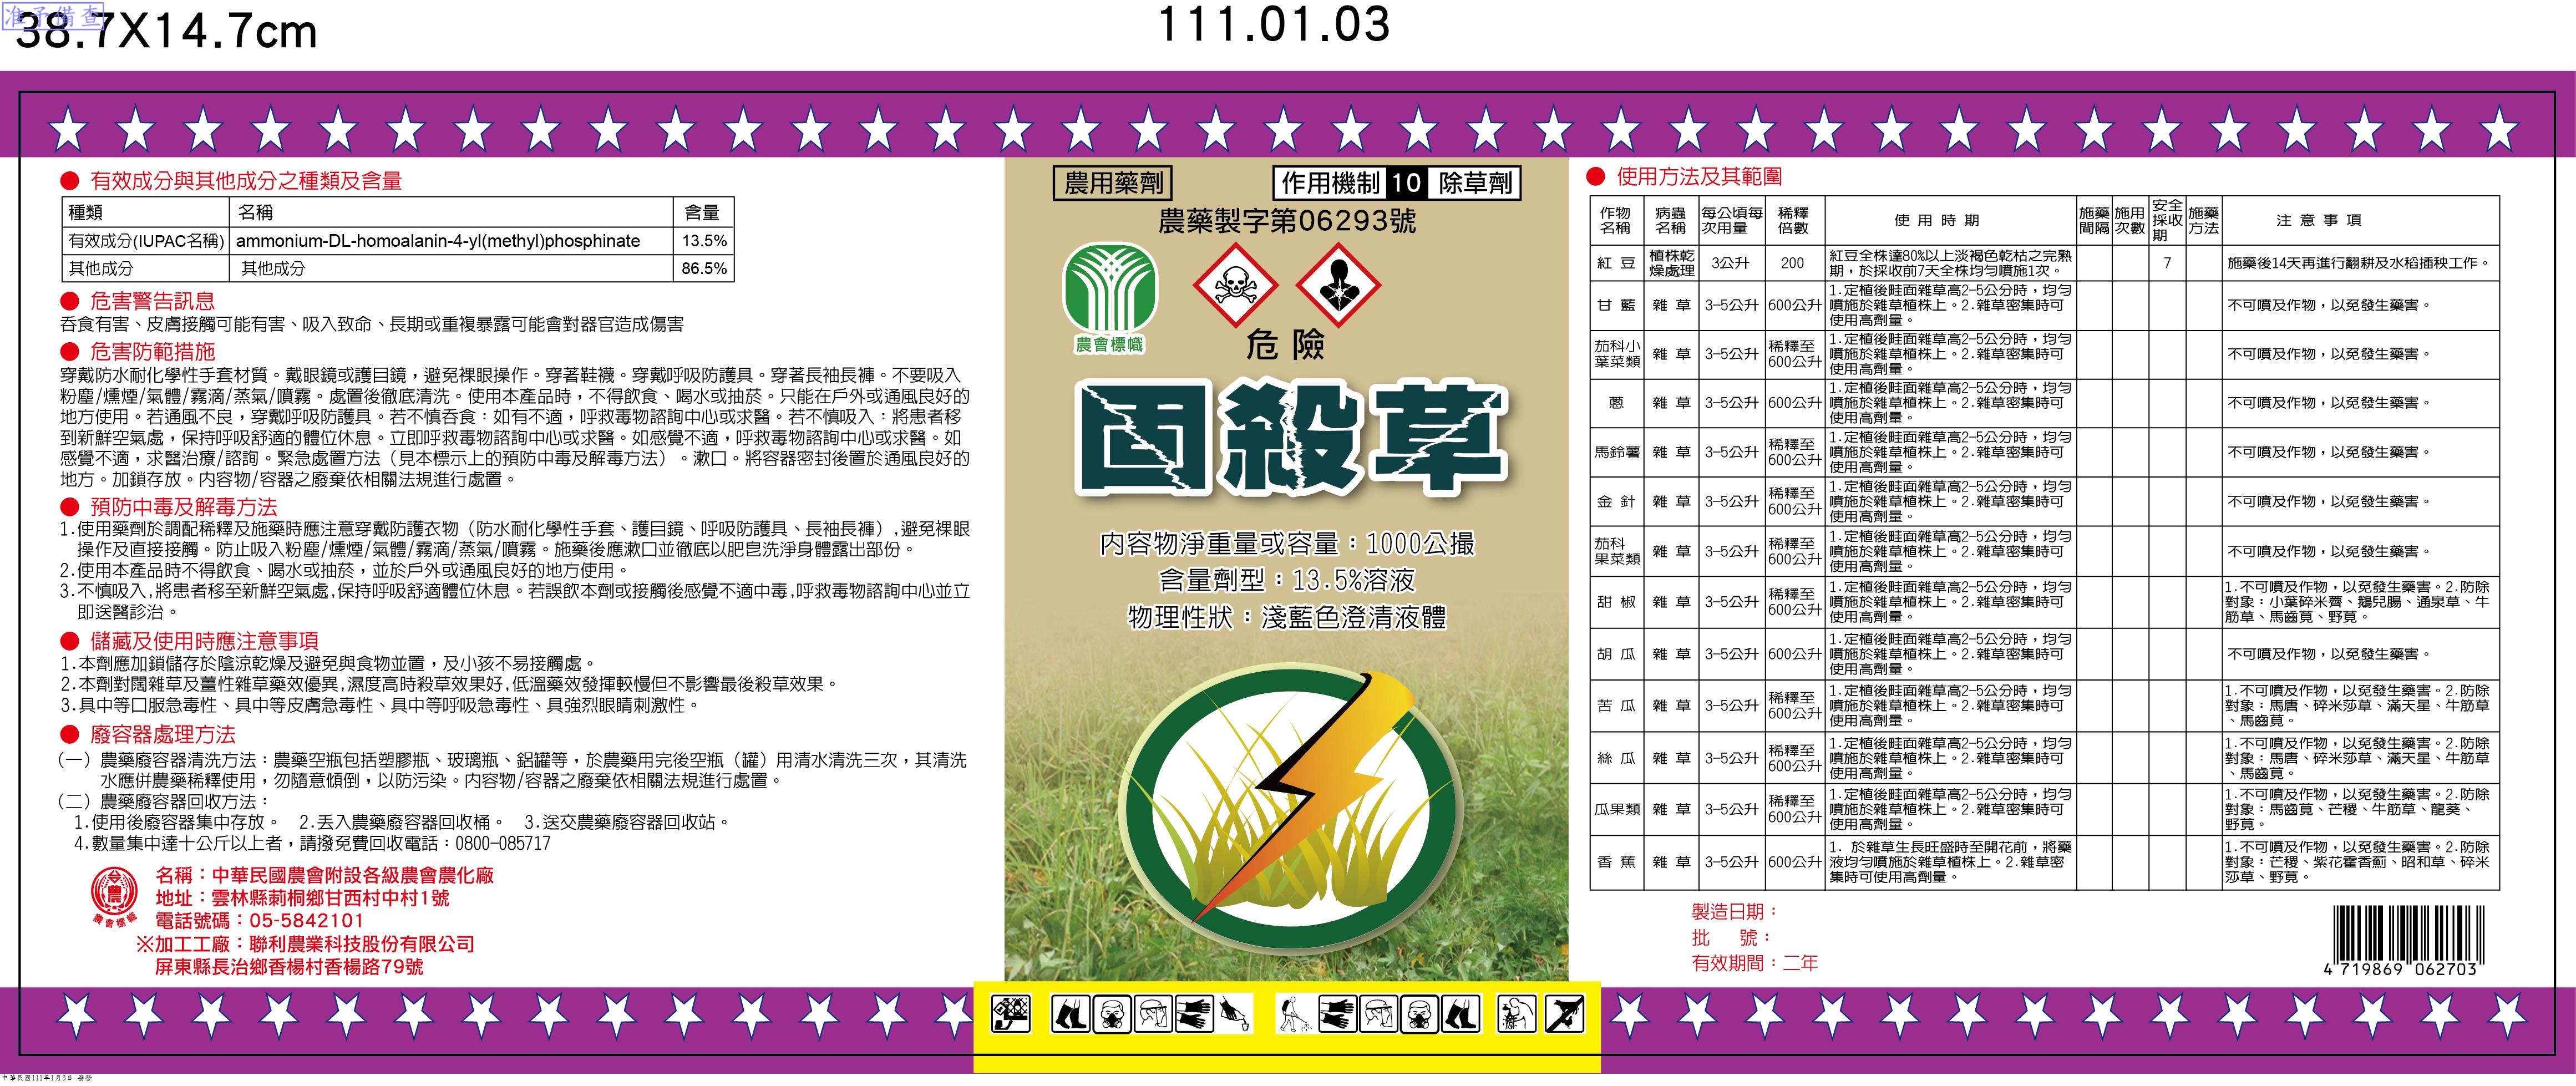 准予備查
38.7X14.7cm
111.01.03
● 有效成分與其他成分之種類及含量
種類 名稱 含量
有效成分(IUPAC名稱) ammonium-DL-homoalanin-4-yl(methyl)phosphinate 13.5%
其他成分 其他成分 86.5%
● 危害警告訊息
吞食有害、皮膚接觸可能有害、吸入致命、長期或重複暴露可能會對器官造成傷害
● 危害防範措施
穿戴防水耐化學性手套材質。戴眼鏡或護目鏡，避免裸眼操作。穿著鞋襪。穿戴呼吸防護具。穿著長袖長褲。不要吸入
粉塵/燻煙/氣體/霧滴/蒸氣/噴霧。處置後徹底清洗。使用本產品時，不得飲食、喝水或抽菸。只能在戶外或通風良好的
地方使用。若通風不良，穿戴呼吸防護具。若不慎吞食：如有不適，呼救毒物諮詢中心或求醫。若不慎吸入：將患者移
到新鮮空氣處，保持呼吸舒適的體位休息。立即呼救毒物諮詢中心或求醫。如感覺不適，呼救毒物諮詢中心或求醫。如
感覺不適，求醫治療/諮詢。緊急處置方法（見本標示上的預防中毒及解毒方法）。漱口。將容器密封後置於通風良好的
地方。加鎖存放。內容物/容器之廢棄依相關法規進行處置。
● 預防中毒及解毒方法
1.使用藥劑於調配稀釋及施藥時應注意穿戴防護衣物（防水耐化學性手套、護目鏡、呼吸防護具、長袖長褲）,避免裸眼
操作及直接接觸。防止吸入粉塵/燻煙/氣體/霧滴/蒸氣/噴霧。施藥後應漱口並徹底以肥皂洗淨身體露出部份。
2.使用本產品時不得飲食、喝水或抽菸，並於戶外或通風良好的地方使用。
3.不慎吸入,將患者移至新鮮空氣處,保持呼吸舒適體位休息。若誤飲本劑或接觸後感覺不適中毒,呼救毒物諮詢中心並立
即送醫診治。
● 儲藏及使用時應注意事項
1.本劑應加鎖儲存於陰涼乾燥及避免與食物並置，及小孩不易接觸處。
2.本劑對闊雜草及薑性雜草藥效優異,濕度高時殺草效果好,低溫藥效發揮較慢但不影響最後殺草效果。
3.具中等口服急毒性、具中等皮膚急毒性、具中等呼吸急毒性、具強烈眼睛刺激性。
● 廢容器處理方法
(一) 農藥廢容器清洗方法：農藥空瓶包括塑膠瓶、玻璃瓶、鋁罐等，於農藥用完後空瓶（罐）用清水清洗三次，其清洗
水應併農藥稀釋使用，勿隨意傾倒，以防污染。內容物/容器之廢棄依相關法規進行處置。
(二) 農藥廢容器回收方法：
1.使用後廢容器集中存放。 2.丟入農藥廢容器回收桶。 3.送交農藥廢容器回收站。
4.數量集中達十公斤以上者，請撥免費回收電話：0800-085717
農會標幟
名稱：中華民國農會附設各級農會農化廠
地址：雲林縣莿桐鄉甘西村中村1號
電話號碼：05-5842101
※加工工廠：聯利農業科技股份有限公司
屏東縣長治鄉香楊村香楊路79號
農用藥劑
作用機制 10 除草劑
農藥製字第06293號
農會標幟
危險
固殺草
內容物淨重量或容量：1000公撮
含量劑型：13.5%溶液
物理性狀：淺藍色澄清液體
● 使用方法及其範圍
作物名稱 病蟲名稱 每公頃每次用量 稀釋倍數 使用時期 施藥間隔 施用次數 安全採收期 施藥方法 注意事項
紅豆 植株乾燥處理 3公升 200 紅豆全株達80%以上淡褐色乾枯之完熟期，於採收前7天全株均勻噴施1次。 7 施藥後14天再進行翻耕及水稻插秧工作。
甘藍 雜草 3-5公升 600公升 1.定植後畦面雜草高2-5公分時，均勻噴施於雜草植株上。2.雜草密集時可使用高劑量。 不可噴及作物，以免發生藥害。
茄科小葉菜類 雜草 3-5公升 稀釋至600公升 1.定植後畦面雜草高2-5公分時，均勻噴施於雜草植株上。2.雜草密集時可使用高劑量。 不可噴及作物，以免發生藥害。
蔥 雜草 3-5公升 600公升 1.定植後畦面雜草高2-5公分時，均勻噴施於雜草植株上。2.雜草密集時可使用高劑量。 不可噴及作物，以免發生藥害。
馬鈴薯 雜草 3-5公升 稀釋至600公升 1.定植後畦面雜草高2-5公分時，均勻噴施於雜草植株上。2.雜草密集時可使用高劑量。 不可噴及作物，以免發生藥害。
金針 雜草 3-5公升 稀釋至600公升 1.定植後畦面雜草高2-5公分時，均勻噴施於雜草植株上。2.雜草密集時可使用高劑量。 不可噴及作物，以免發生藥害。
茄科果菜類 雜草 3-5公升 稀釋至600公升 1.定植後畦面雜草高2-5公分時，均勻噴施於雜草植株上。2.雜草密集時可使用高劑量。 不可噴及作物，以免發生藥害。
甜椒 雜草 3-5公升 稀釋至600公升 1.定植後畦面雜草高2-5公分時，均勻噴施於雜草植株上。2.雜草密集時可使用高劑量。 1.不可噴及作物，以免發生藥害。2.防除對象：小葉碎米薺、鵝兒腸、通泉草、牛筋草、馬齒莧、野莧。
胡瓜 雜草 3-5公升 600公升 1.定植後畦面雜草高2-5公分時，均勻噴施於雜草植株上。2.雜草密集時可使用高劑量。 不可噴及作物，以免發生藥害。
苦瓜 雜草 3-5公升 稀釋至600公升 1.定植後畦面雜草高2-5公分時，均勻噴施於雜草植株上。2.雜草密集時可使用高劑量。 1.不可噴及作物，以免發生藥害。2.防除對象：馬唐、碎米莎草、滿天星、牛筋草、馬齒莧。
絲瓜 雜草 3-5公升 稀釋至600公升 1.定植後畦面雜草高2-5公分時，均勻噴施於雜草植株上。2.雜草密集時可使用高劑量。 1.不可噴及作物，以免發生藥害。2.防除對象：馬唐、碎米莎草、滿天星、牛筋草、馬齒莧。
瓜果類 雜草 3-5公升 稀釋至600公升 1.定植後畦面雜草高2-5公分時，均勻噴施於雜草植株上。2.雜草密集時可使用高劑量。 1.不可噴及作物，以免發生藥害。2.防除對象：馬齒莧、芒稷、牛筋草、龍葵、野莧。
香蕉 雜草 3-5公升 600公升 1. 於雜草生長旺盛時至開花前，將藥液均勻噴施於雜草植株上。2.雜草密集時可使用高劑量。 1.不可噴及作物，以免發生藥害。2.防除對象：芒稷、紫花霍香薊、昭和草、碎米莎草、野莧。
製造日期：
批 號：
有效期間：二年
4 719869 062703
中華民國111年1月3日 簽發